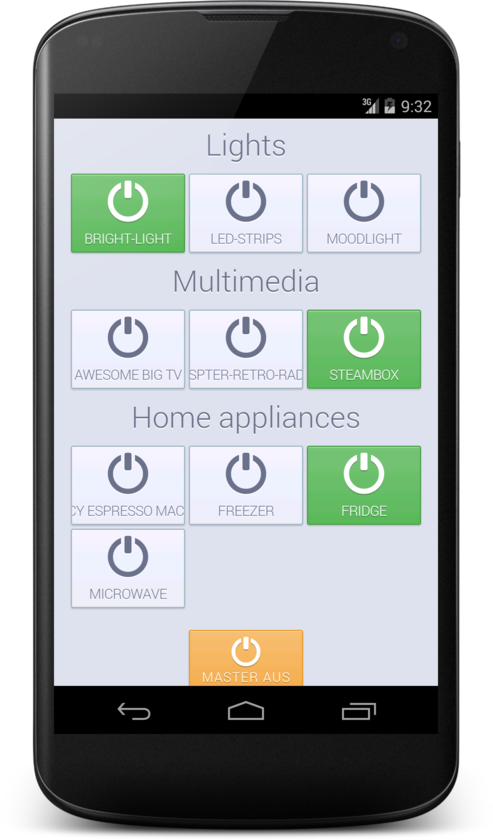 3G 9:32
Lights
BRIGHT-LIGHT LED-STRIPS MOODLIGHT
Multimedia
AWESOME BIG TV SPTER-RETRO-RAD STEAMBOX
Home appliances
CY ESPRESSO MAC FREEZER FRIDGE
MICROWAVE
MASTER AUS